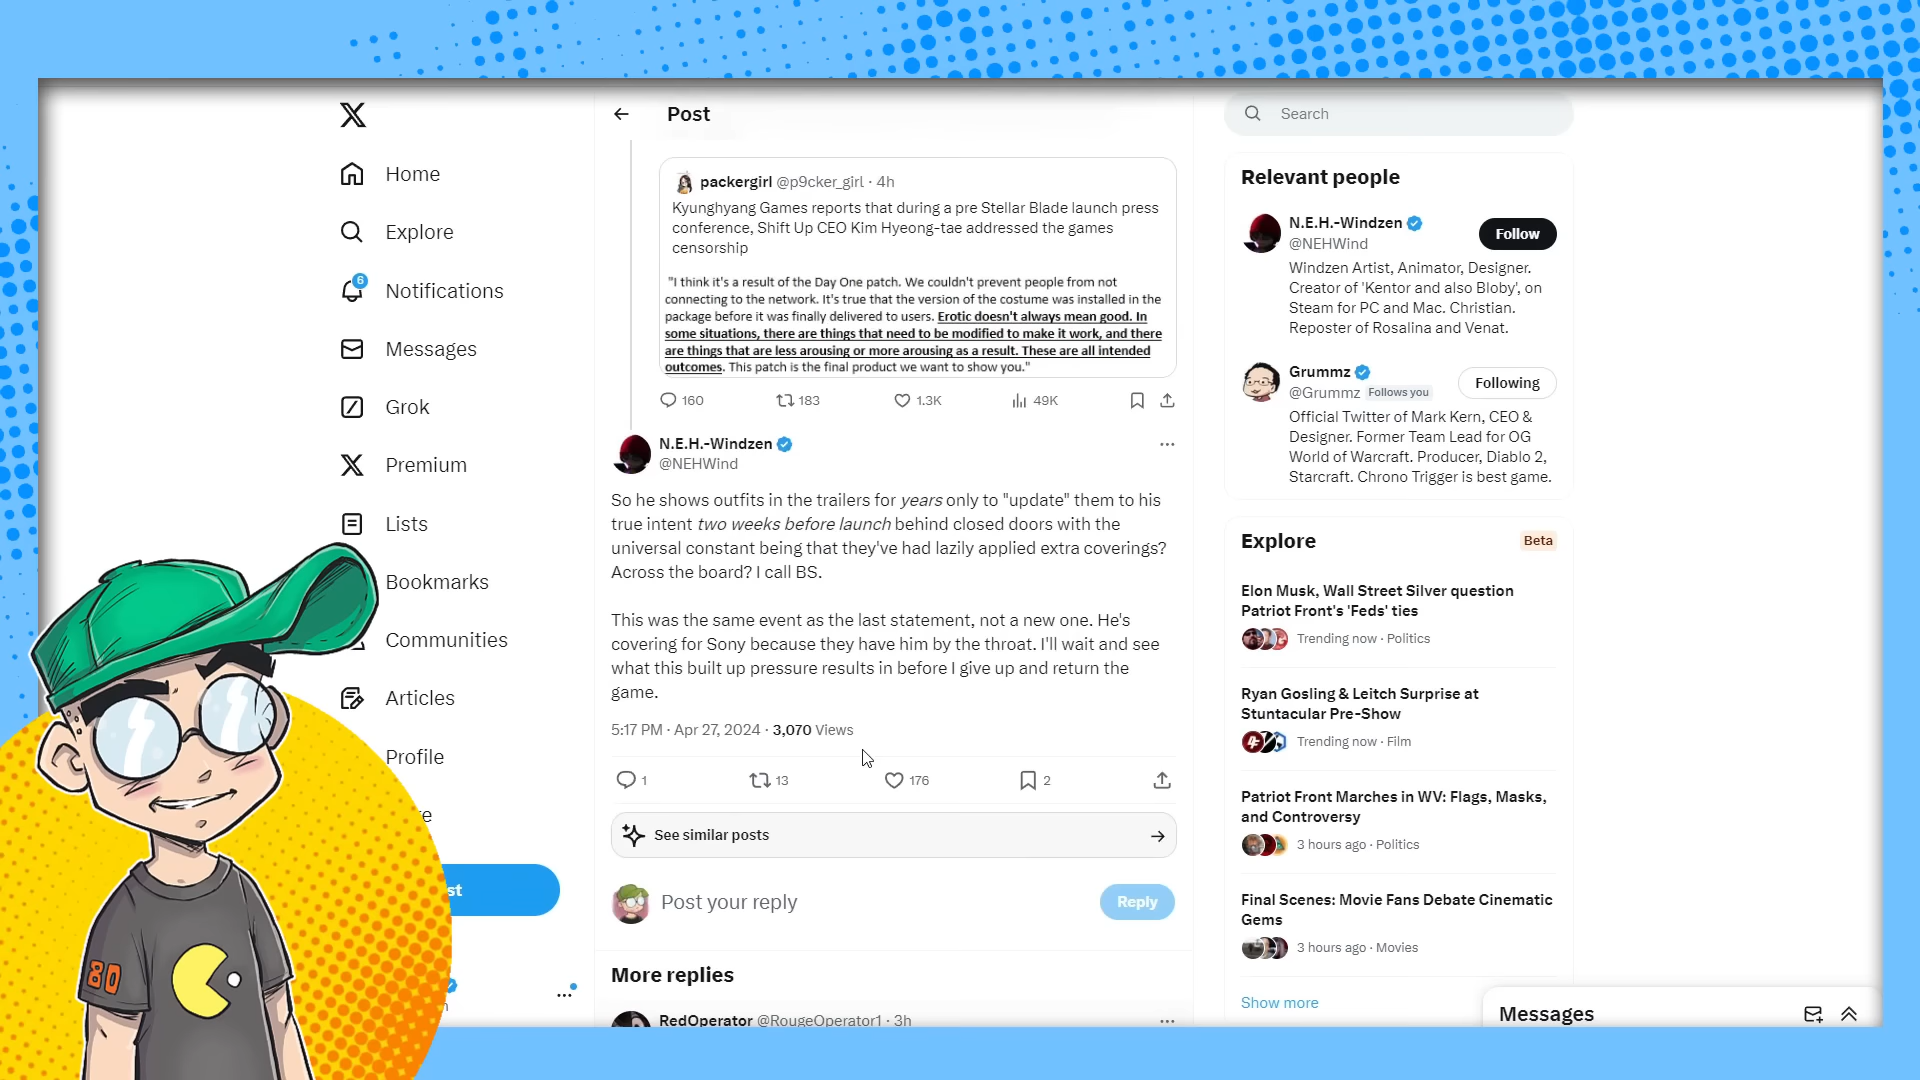 Home
Explore
6
Notifications
Messages
Grok
Premium
Lists
Bookmarks
Communities
Articles
Profile
80
Post
packergirl @p9cker_girl · 4h
Kyunghyang Games reports that during a pre Stellar Blade launch press
conference, Shift Up CEO Kim Hyeong-tae addressed the games
censorship
"I think it's a result of the Day One patch. We couldn't prevent people from not
connecting to the network. It's true that the version of the costume was installed in the
package before it was finally delivered to users. Erotic doesn't always mean good. In
some situations, there are things that need to be modified to make it work, and there
are things that are less arousing or more arousing as a result. These are all intended
outcomes. This patch is the final product we want to show you."
160 183 1.3K 49K
N.E.H.-Windzen
@NEHWind
So he shows outfits in the trailers for years only to "update" them to his
true intent two weeks before launch behind closed doors with the
universal constant being that they've had lazily applied extra coverings?
Across the board? I call BS.
This was the same event as the last statement, not a new one. He's
covering for Sony because they have him by the throat. I'll wait and see
what this built up pressure results in before I give up and return the
game.
5:17 PM · Apr 27, 2024 · 3,070 Views
1 13 176 2
See similar posts
Post your reply
Reply
More replies
RedOperator @RougeOperator1 · 3h
Search
Relevant people
N.E.H.-Windzen
@NEHWind
Follow
Windzen Artist, Animator, Designer.
Creator of 'Kentor and also Bloby', on
Steam for PC and Mac. Christian.
Reposter of Rosalina and Venat.
Grummz
@Grummz Follows you
Following
Official Twitter of Mark Kern, CEO &
Designer. Former Team Lead for OG
World of Warcraft. Producer, Diablo 2,
Starcraft. Chrono Trigger is best game.
Explore
Beta
Elon Musk, Wall Street Silver question
Patriot Front's 'Feds' ties
Trending now · Politics
Ryan Gosling & Leitch Surprise at
Stuntacular Pre-Show
Trending now · Film
Patriot Front Marches in WV: Flags, Masks,
and Controversy
3 hours ago · Politics
Final Scenes: Movie Fans Debate Cinematic
Gems
3 hours ago · Movies
Show more
Messages